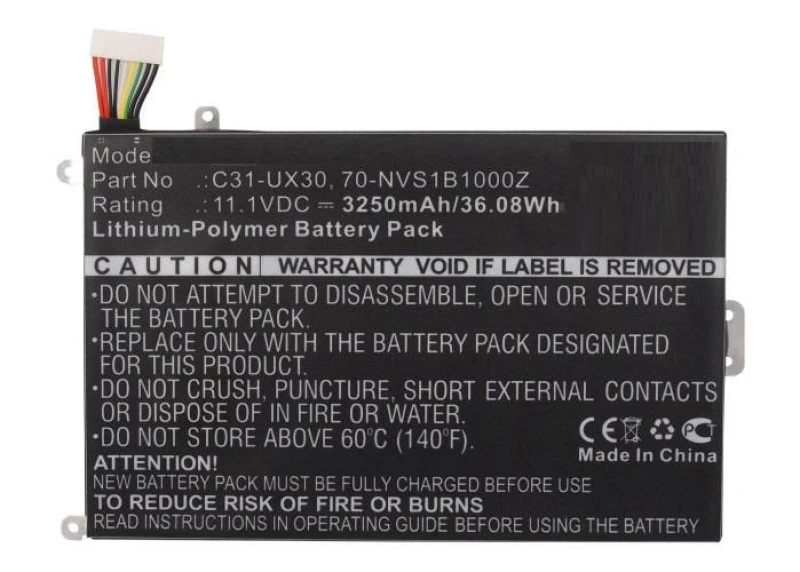 Mode
Part No .: C31-UX30, 70-NVS1B1000Z
Rating .: 11.1VDC ⎓ 3250mAh/36.08Wh
Lithium-Polymer Battery Pack
CAUTION WARRANTY VOID IF LABEL IS REMOVED
•DO NOT ATTEMPT TO DISASSEMBLE, OPEN OR SERVICE
THE BATTERY PACK.
•REPLACE ONLY WITH THE BATTERY PACK DESIGNATED
FOR THIS PRODUCT.
•DO NOT CRUSH, PUNCTURE, SHORT EXTERNAL CONTACTS
OR DISPOSE OF IN FIRE OR WATER.
•DO NOT STORE ABOVE 60°C (140°F).
CE PCT
Made In China
ATTENTION!
NEW BATTERY PACK MUST BE FULLY CHARGED BEFORE USE
TO REDUCE RISK OF FIRE OR BURNS
READ INSTRUCTIONS IN OPERATING GUIDE BEFORE USING THE BATTERY